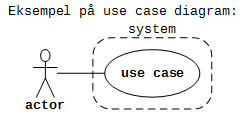 Eksempel på use case diagram:
system
use case
actor